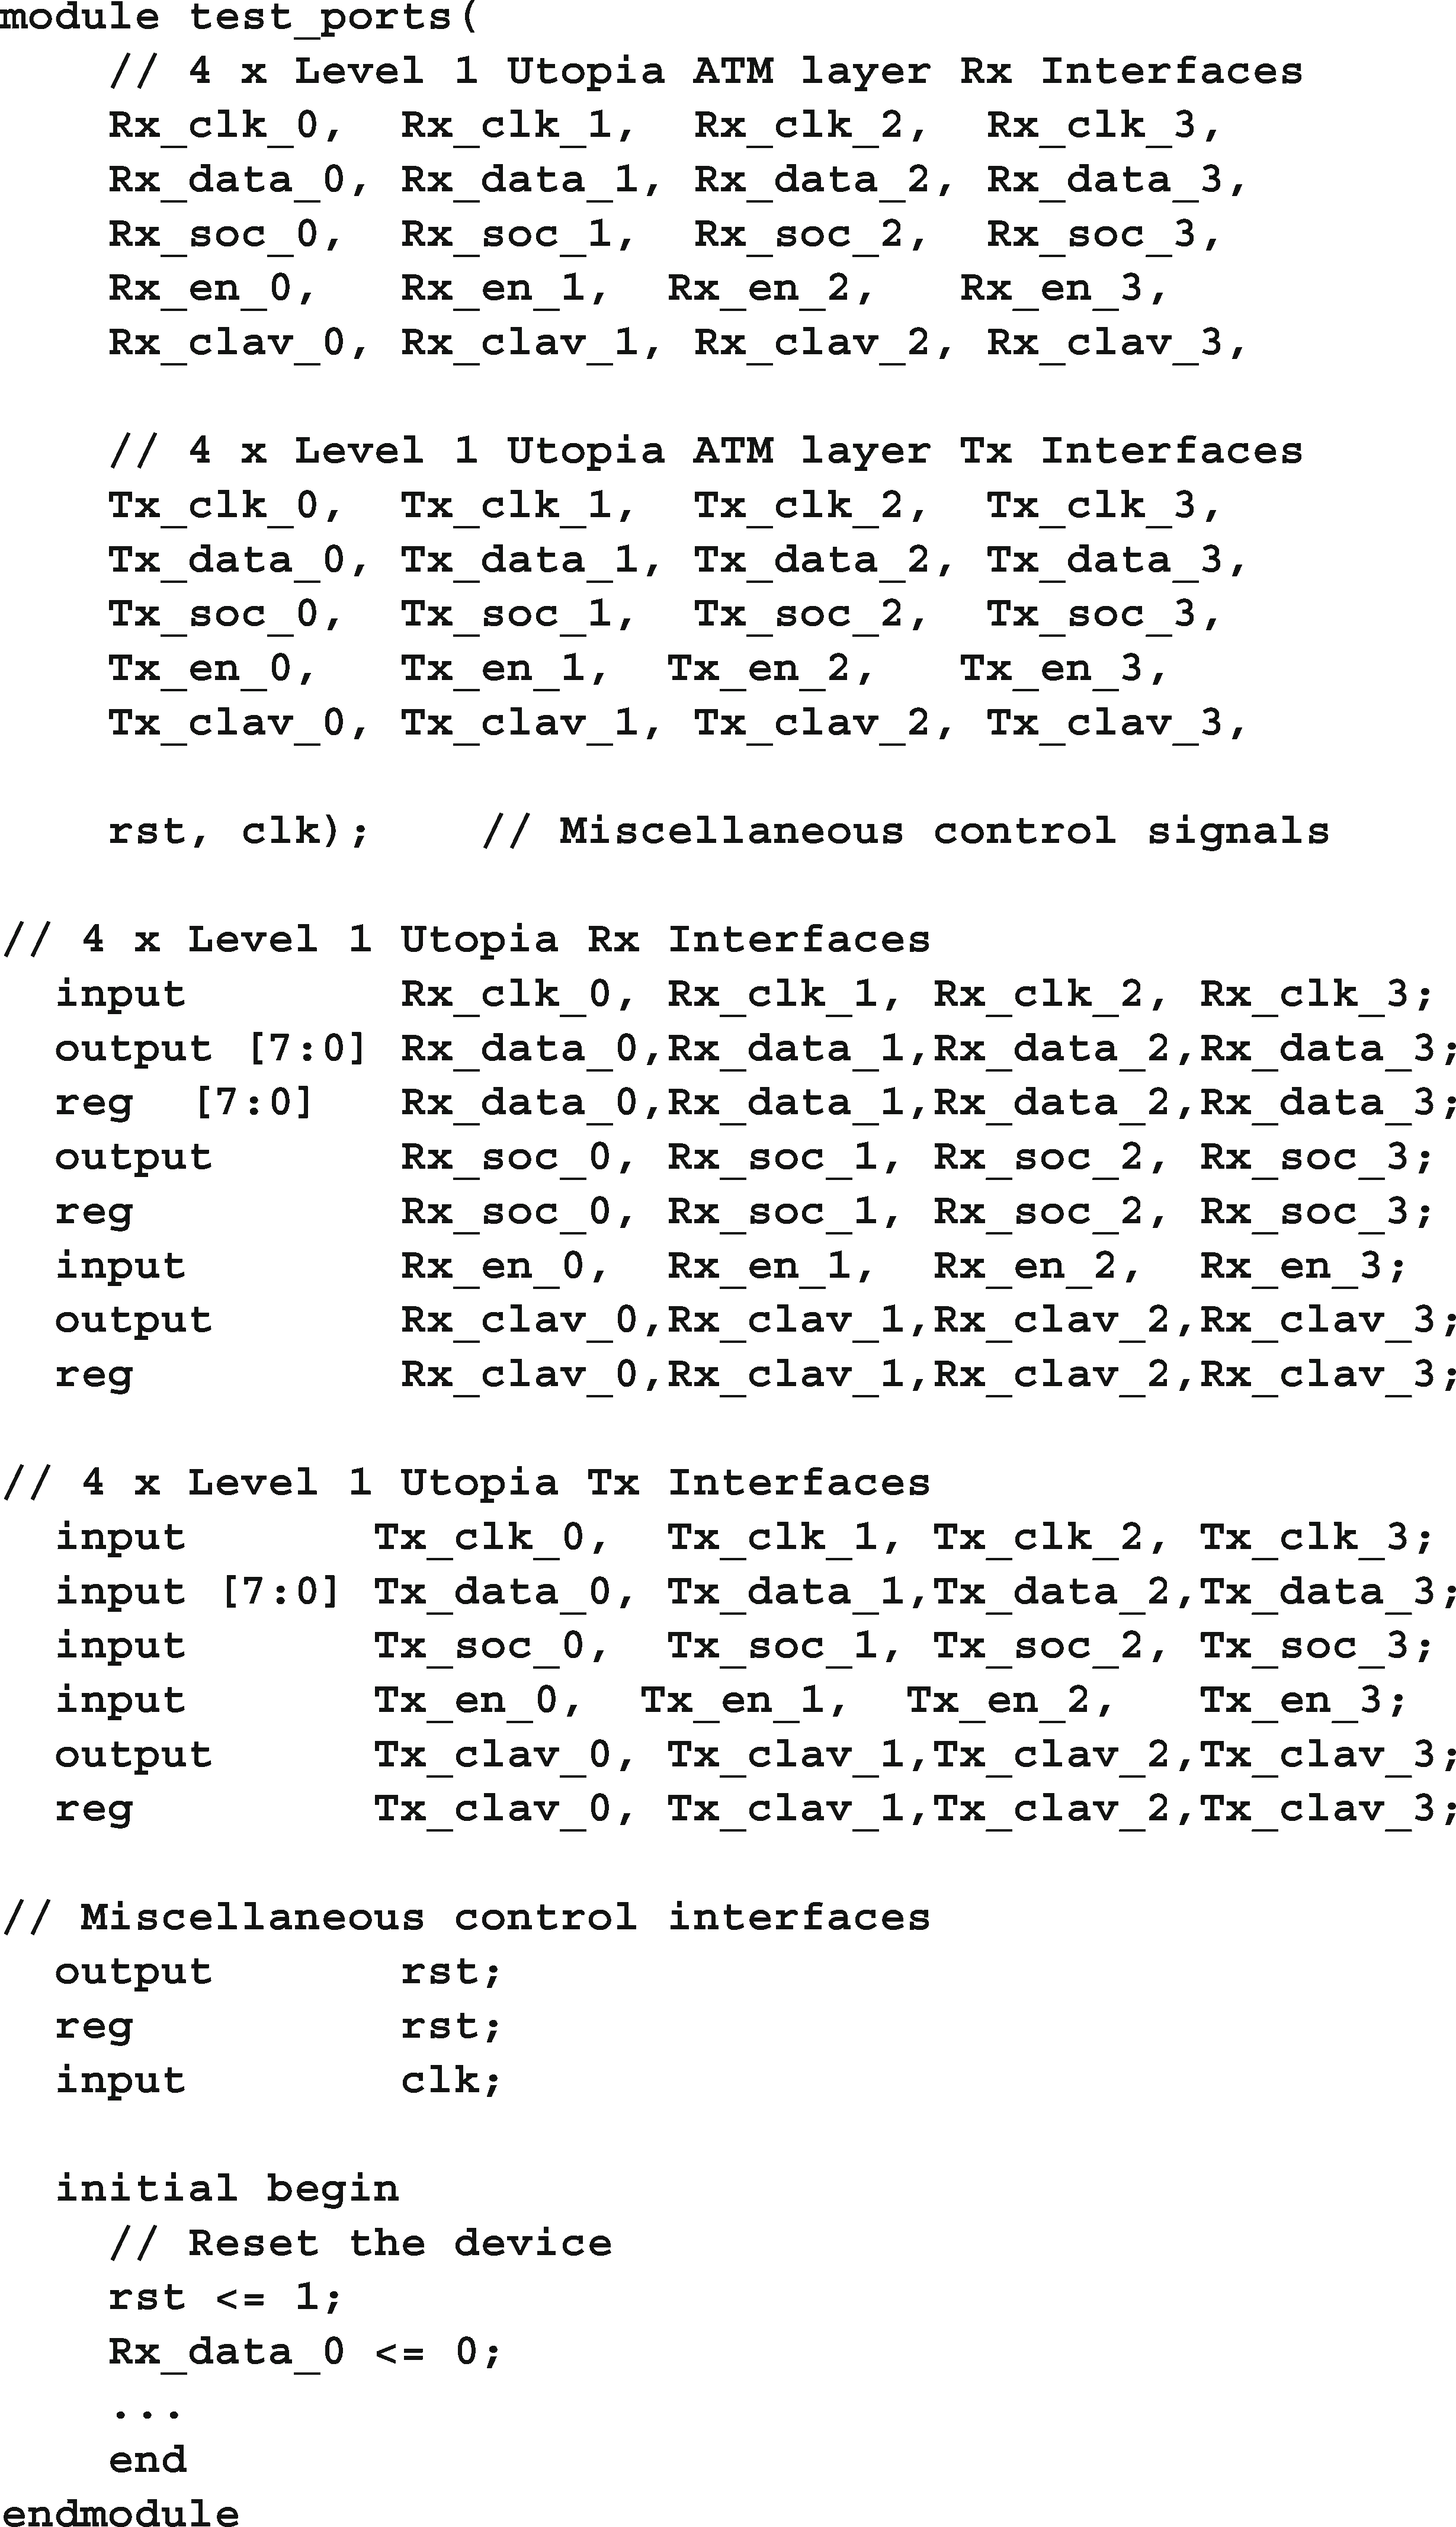 module test_ports(
    // 4 x Level 1 Utopia ATM layer Rx Interfaces
    Rx_clk_0,  Rx_clk_1,  Rx_clk_2,  Rx_clk_3,
    Rx_data_0, Rx_data_1, Rx_data_2, Rx_data_3,
    Rx_soc_0,  Rx_soc_1,  Rx_soc_2,  Rx_soc_3,
    Rx_en_0,   Rx_en_1,  Rx_en_2,   Rx_en_3,
    Rx_clav_0, Rx_clav_1, Rx_clav_2, Rx_clav_3,

    // 4 x Level 1 Utopia ATM layer Tx Interfaces
    Tx_clk_0,  Tx_clk_1,  Tx_clk_2,  Tx_clk_3,
    Tx_data_0, Tx_data_1, Tx_data_2, Tx_data_3,
    Tx_soc_0,  Tx_soc_1,  Tx_soc_2,  Tx_soc_3,
    Tx_en_0,   Tx_en_1,  Tx_en_2,   Tx_en_3,
    Tx_clav_0, Tx_clav_1, Tx_clav_2, Tx_clav_3,

    rst, clk);    // Miscellaneous control signals

// 4 x Level 1 Utopia Rx Interfaces
  input        Rx_clk_0, Rx_clk_1, Rx_clk_2, Rx_clk_3;
  output [7:0] Rx_data_0,Rx_data_1,Rx_data_2,Rx_data_3;
  reg  [7:0]   Rx_data_0,Rx_data_1,Rx_data_2,Rx_data_3;
  output       Rx_soc_0, Rx_soc_1, Rx_soc_2, Rx_soc_3;
  reg          Rx_soc_0, Rx_soc_1, Rx_soc_2, Rx_soc_3;
  input        Rx_en_0,  Rx_en_1,  Rx_en_2,  Rx_en_3;
  output       Rx_clav_0,Rx_clav_1,Rx_clav_2,Rx_clav_3;
  reg          Rx_clav_0,Rx_clav_1,Rx_clav_2,Rx_clav_3;

// 4 x Level 1 Utopia Tx Interfaces
  input       Tx_clk_0,  Tx_clk_1, Tx_clk_2, Tx_clk_3;
  input [7:0] Tx_data_0, Tx_data_1,Tx_data_2,Tx_data_3;
  input       Tx_soc_0,  Tx_soc_1, Tx_soc_2, Tx_soc_3;
  input       Tx_en_0,  Tx_en_1,  Tx_en_2,   Tx_en_3;
  output      Tx_clav_0, Tx_clav_1,Tx_clav_2,Tx_clav_3;
  reg         Tx_clav_0, Tx_clav_1,Tx_clav_2,Tx_clav_3;

// Miscellaneous control interfaces
  output       rst;
  reg          rst;
  input        clk;

  initial begin
    // Reset the device
    rst <= 1;
    Rx_data_0 <= 0;
    ...
    end
endmodule